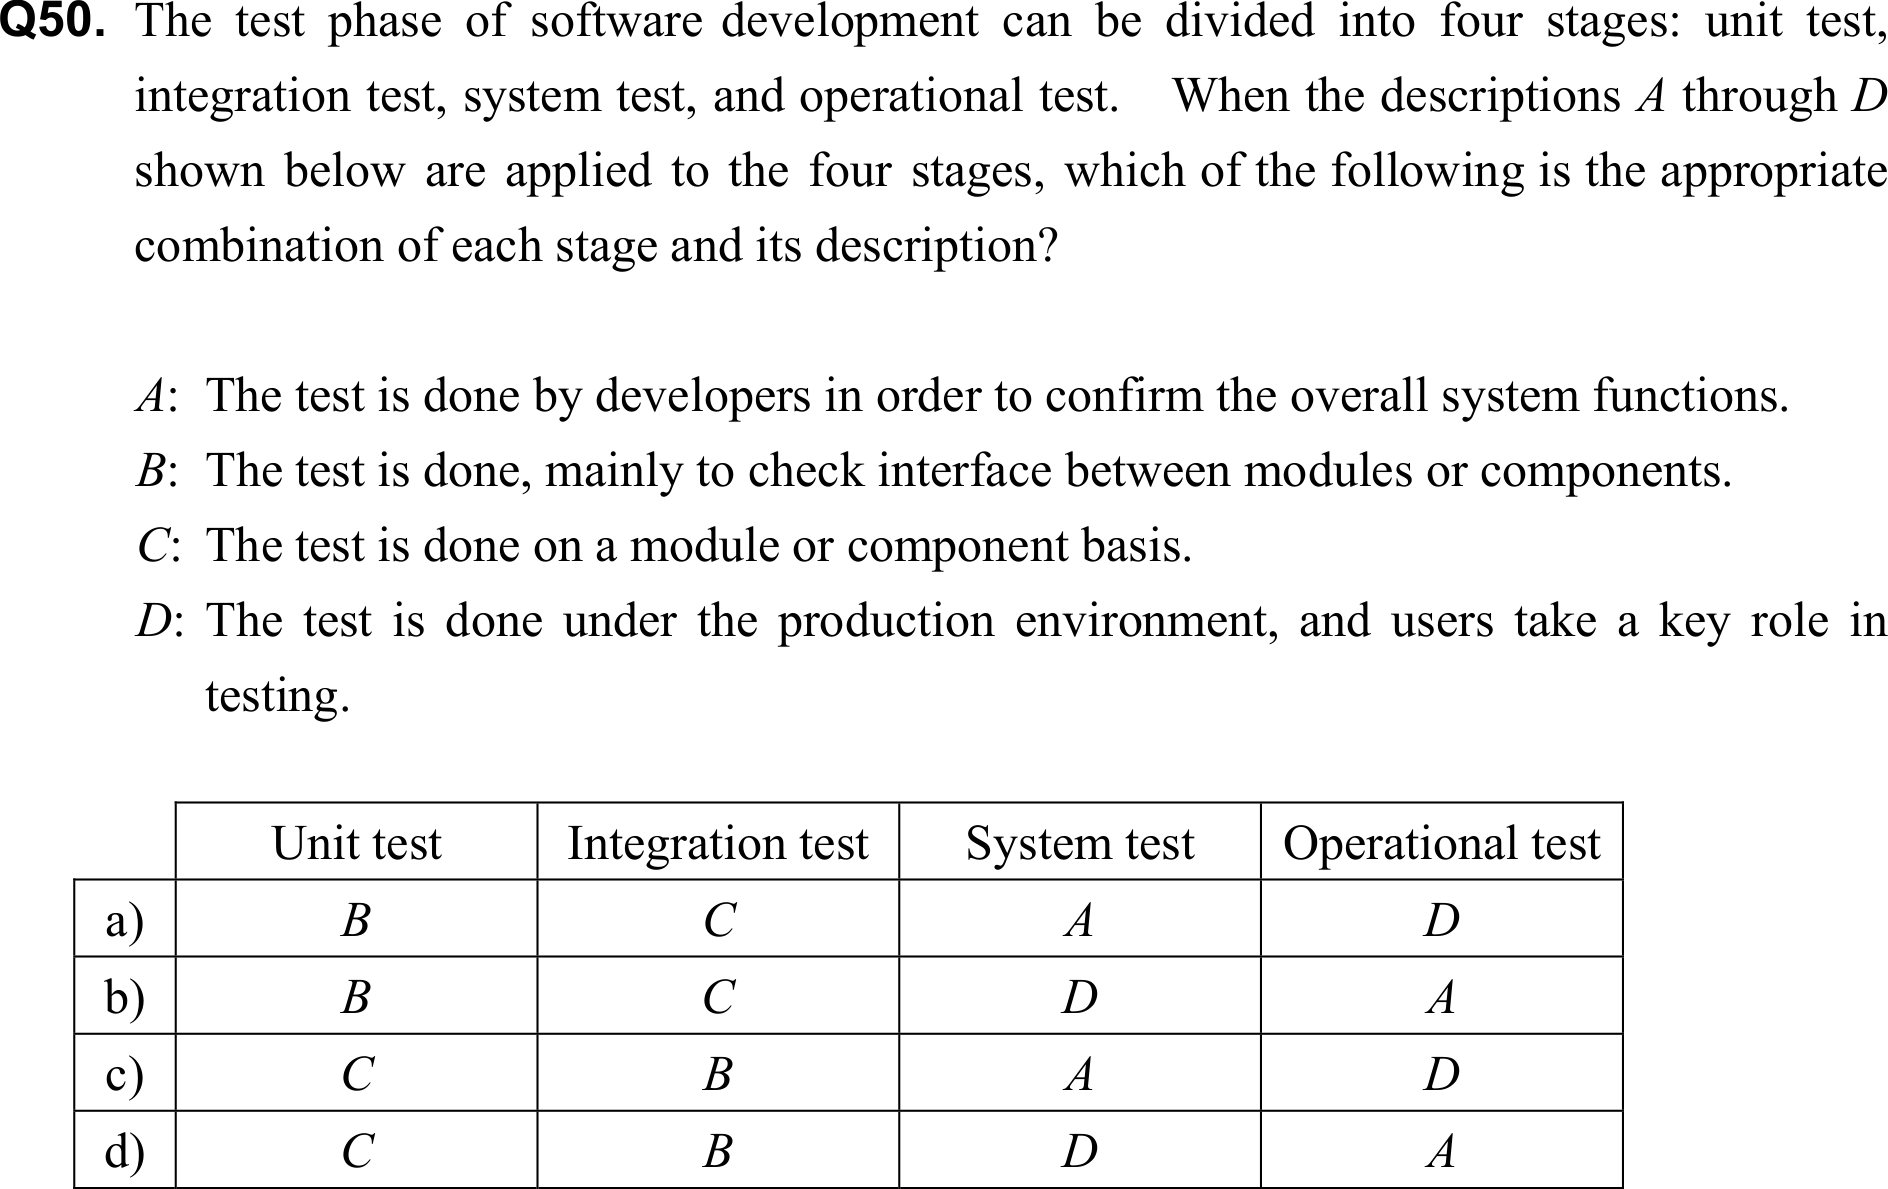 Q50. The test phase of software development can be divided into four stages: unit test,
integration test, system test, and operational test. When the descriptions A through D
shown below are applied to the four stages, which of the following is the appropriate
combination of each stage and its description?
A: The test is done by developers in order to confirm the overall system functions.
B: The test is done, mainly to check interface between modules or components.
C: The test is done on a module or component basis.
D: The test is done under the production environment, and users take a key role in
testing.
Unit test Integration test System test Operational test
a) B C A D
b) B C D A
c) C B A D
d) C B D A